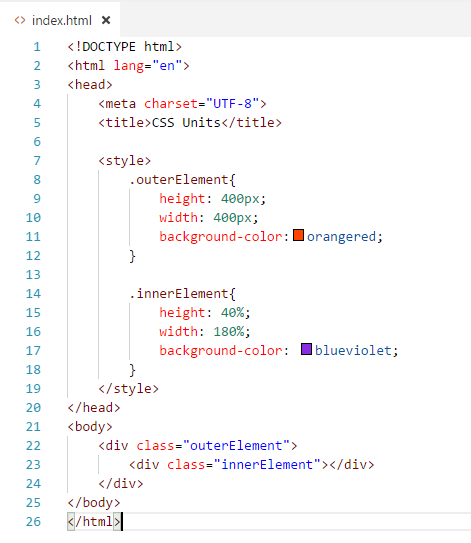 <> index.html ×
1 <!DOCTYPE html>
2 <html lang="en">
3 <head>
4     <meta charset="UTF-8">
5     <title>CSS Units</title>
6
7     <style>
8         .outerElement{
9             height: 400px;
10             width: 400px;
11             background-color: orangered;
12         }
13
14         .innerElement{
15             height: 40%;
16             width: 180%;
17             background-color: blueviolet;
18         }
19     </style>
20 </head>
21 <body>
22     <div class="outerElement">
23         <div class="innerElement"></div>
24     </div>
25 </body>
26 </html>